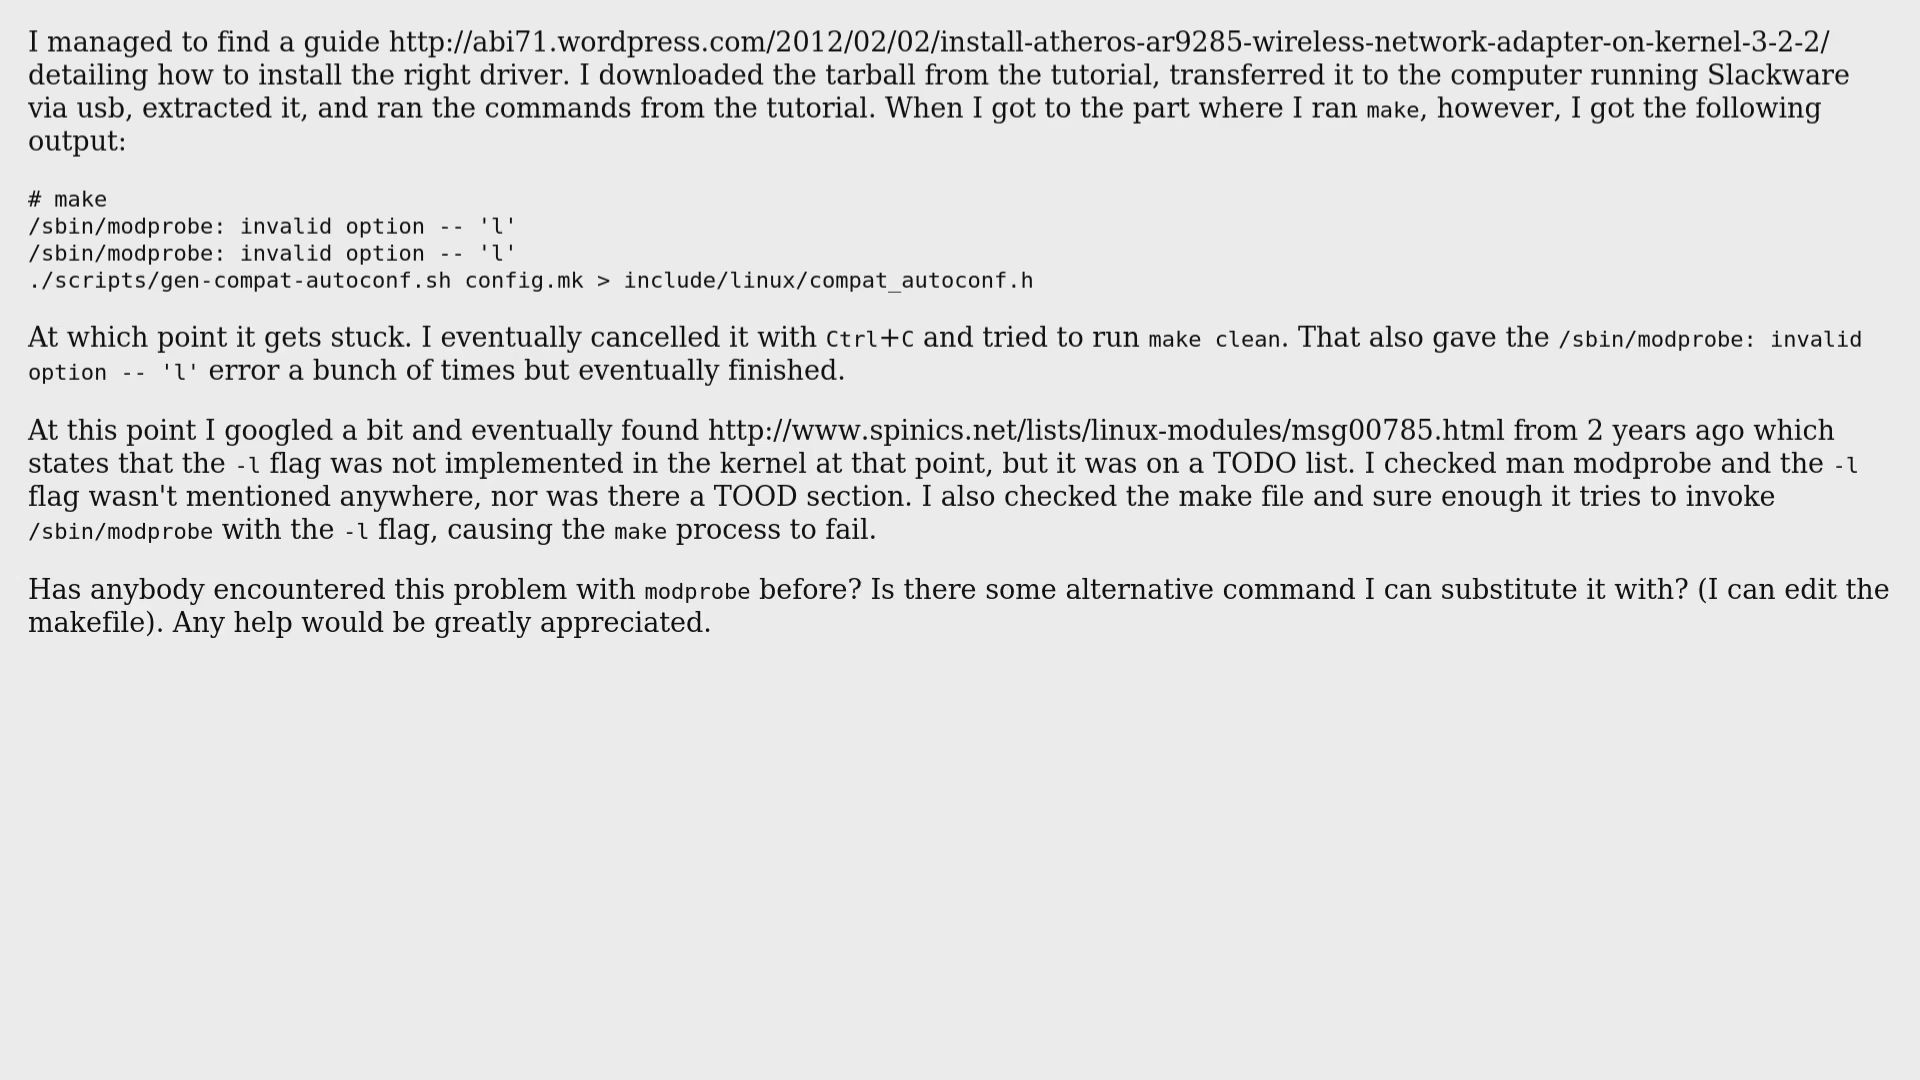 I managed to find a guide http://abi71.wordpress.com/2012/02/02/install-atheros-ar9285-wireless-network-adapter-on-kernel-3-2-2/
detailing how to install the right driver. I downloaded the tarball from the tutorial, transferred it to the computer running Slackware
via usb, extracted it, and ran the commands from the tutorial. When I got to the part where I ran make, however, I got the following
output:
# make
/sbin/modprobe: invalid option -- 'l'
/sbin/modprobe: invalid option -- 'l'
./scripts/gen-compat-autoconf.sh config.mk > include/linux/compat_autoconf.h
At which point it gets stuck. I eventually cancelled it with Ctrl+C and tried to run make clean. That also gave the /sbin/modprobe: invalid
option -- 'l' error a bunch of times but eventually finished.
At this point I googled a bit and eventually found http://www.spinics.net/lists/linux-modules/msg00785.html from 2 years ago which
states that the -l flag was not implemented in the kernel at that point, but it was on a TODO list. I checked man modprobe and the -l
flag wasn't mentioned anywhere, nor was there a TOOD section. I also checked the make file and sure enough it tries to invoke
/sbin/modprobe with the -l flag, causing the make process to fail.
Has anybody encountered this problem with modprobe before? Is there some alternative command I can substitute it with? (I can edit the
makefile). Any help would be greatly appreciated.